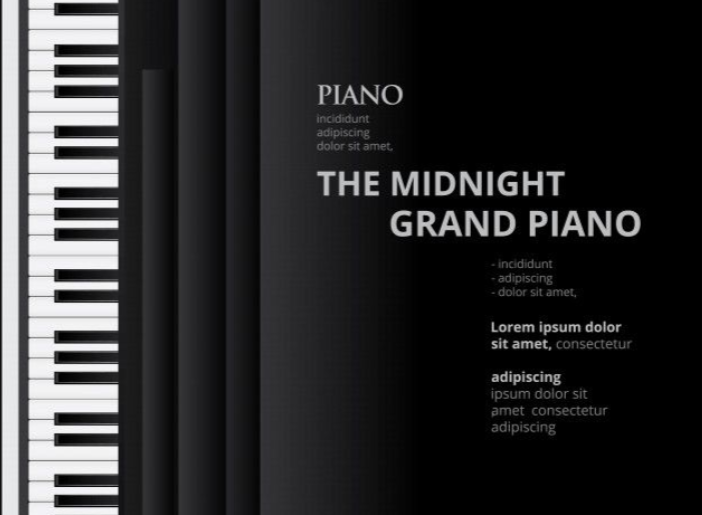 PIANO
incididunt
adipiscing
dolor sit amet,
THE MIDNIGHT
GRAND PIANO
- incididunt
- adipiscing
- dolor sit amet,
Lorem ipsum dolor
sit amet, consectetur
adipiscing
ipsum dolor sit
amet consectetur
adipiscing